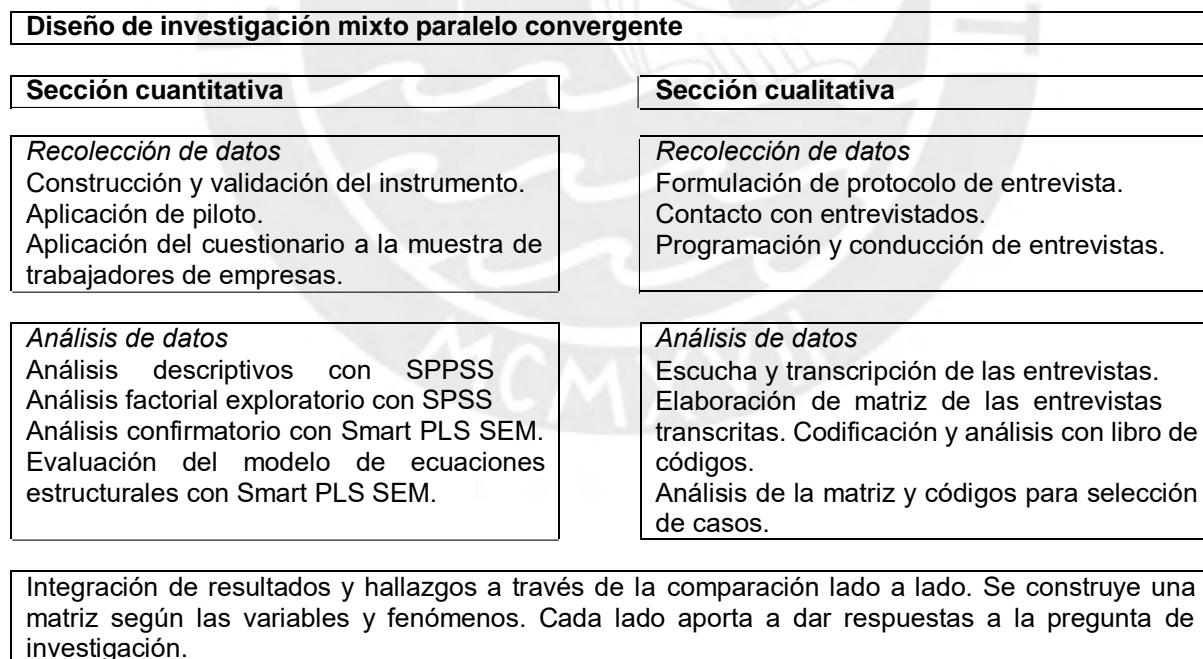 Diseño de investigación mixto paralelo convergente
Sección cuantitativa
Recolección de datos
Construcción y validación del instrumento.
Aplicación de piloto.
Aplicación del cuestionario a la muestra de
trabajadores de empresas.
Análisis de datos
Análisis descriptivos con SPPSS
Análisis factorial exploratorio con SPSS
Análisis confirmatorio con Smart PLS SEM.
Evaluación del modelo de ecuaciones
estructurales con Smart PLS SEM.
Sección cualitativa
Recolección de datos
Formulación de protocolo de entrevista.
Contacto con entrevistados.
Programación y conducción de entrevistas.
Análisis de datos
Escucha y transcripción de las entrevistas.
Elaboración de matriz de las entrevistas
transcritas. Codificación y análisis con libro de
códigos.
Análisis de la matriz y códigos para selección
de casos.
Integración de resultados y hallazgos a través de la comparación lado a lado. Se construye una
matriz según las variables y fenómenos. Cada lado aporta a dar respuestas a la pregunta de
investigación.